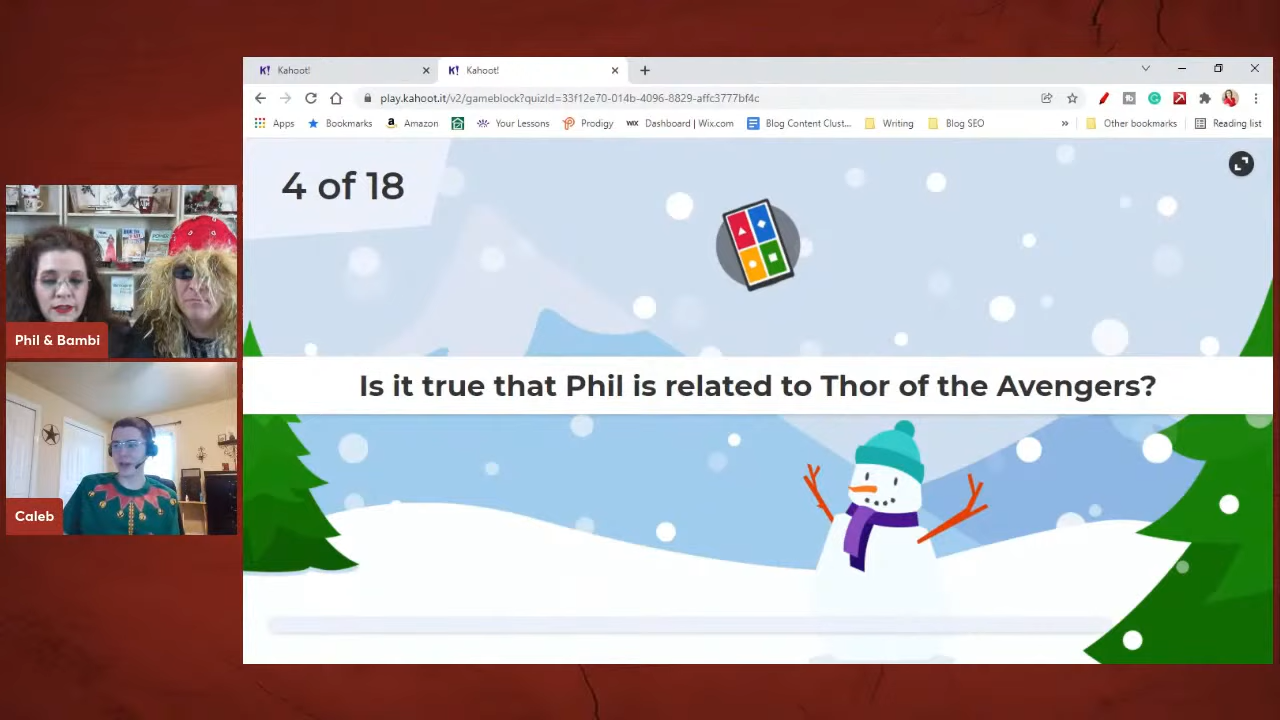 K! Kahoot!
K! Kahoot!
play.kahoot.it/v2/gameblock?quizId=33f12e70-014b-4096-8829-affc3777bf4c
Apps Bookmarks Amazon Your Lessons Prodigy WIX Dashboard | Wix.com Blog Content Clust... Writing Blog SEO » Other bookmarks Reading list
4 of 18
Is it true that Phil is related to Thor of the Avengers?
Phil & Bambi
Caleb